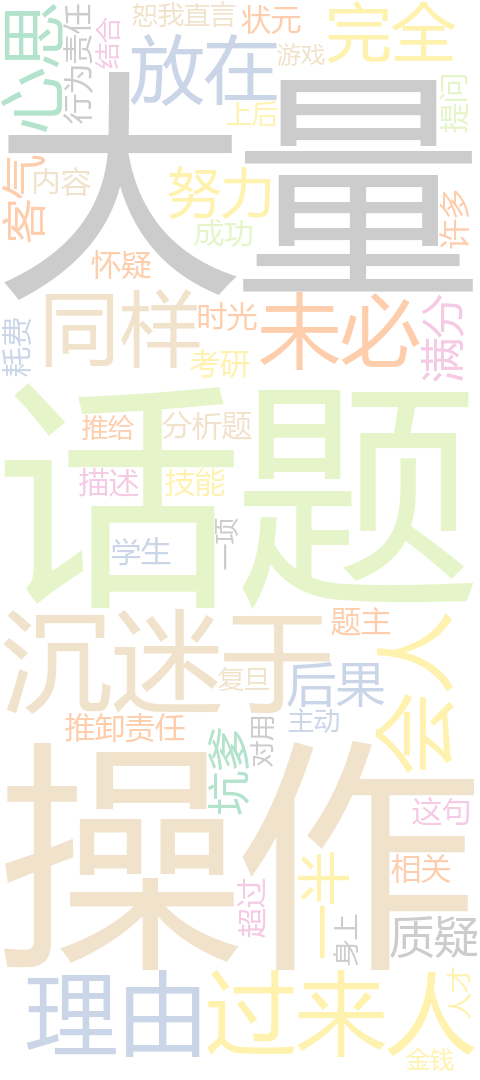 恕我直言
状元
完全
心思
行为责任
结合
放在
游戏
上后
提问
大量
客气
内容
努力
成功
许多
怀疑
同样
时光
未必
满分
耗费
考研
话题
推给
分析题
描述
技能
一项
学生
沉迷于
题主
会人
复旦
后果
主动
推卸责任
坑爹
对用
操作
这句
一半
相关
超过
身上
质疑
理由
过来人
人才
金钱